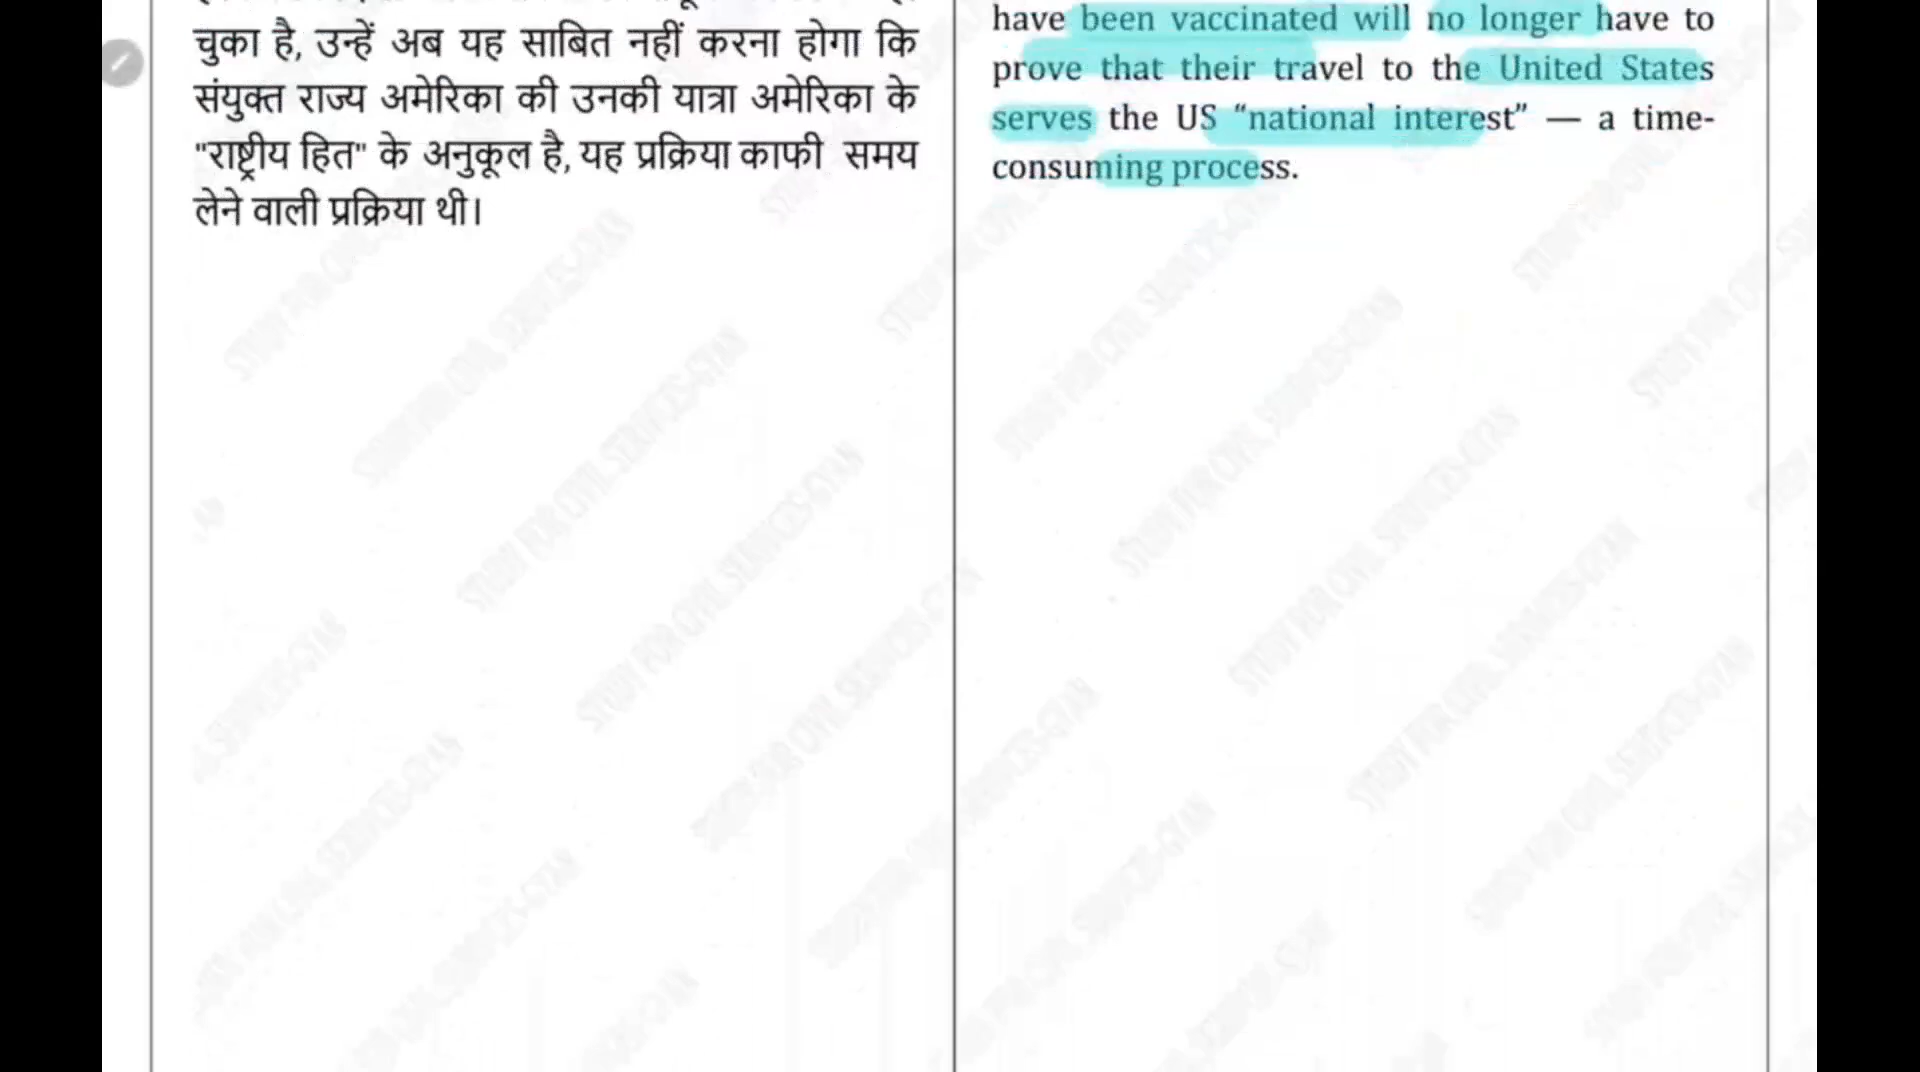 चुका है, उन्हें अब यह साबित नहीं करना होगा कि
संयुक्त राज्य अमेरिका की उनकी यात्रा अमेरिका के
"राष्ट्रीय हित" के अनुकूल है, यह प्रक्रिया काफी समय
लेने वाली प्रक्रिया थी।
have been vaccinated will no longer have to
prove that their travel to the United States
serves the US “national interest” — a time-
consuming process.